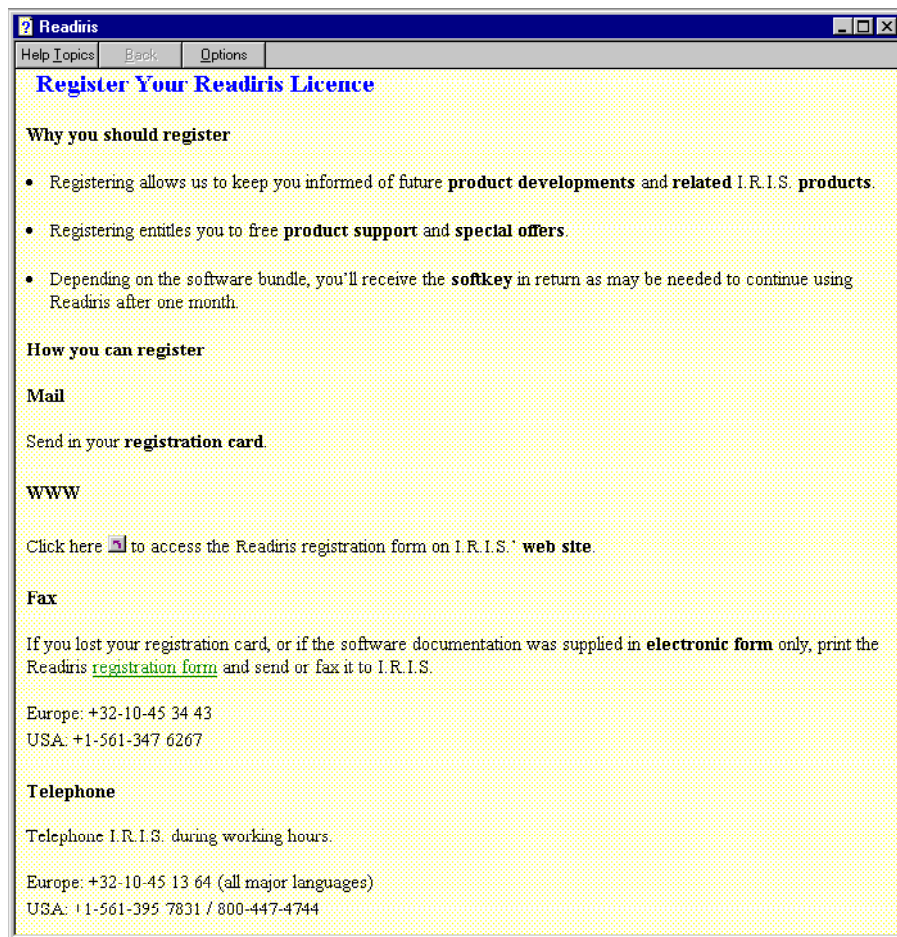 Readiris
Help Topics Back Options
Register Your Readiris Licence
Why you should register
• Registering allows us to keep you informed of future product developments and related I.R.I.S. products.
• Registering entitles you to free product support and special offers.
• Depending on the software bundle, you'll receive the softkey in return as may be needed to continue using
Readiris after one month.
How you can register
Mail
Send in your registration card.
WWW
Click here to access the Readiris registration form on I.R.I.S.` web site.
Fax
If you lost your registration card, or if the software documentation was supplied in electronic form only, print the
Readiris registration form and send or fax it to I.R.I.S.
Europe: +32-10-45 34 43
USA: +1-561-347 6267
Telephone
Telephone I.R.I.S. during working hours.
Europe: +32-10-45 13 64 (all major languages)
USA: +1-561-395 7831 / 800-447-4744